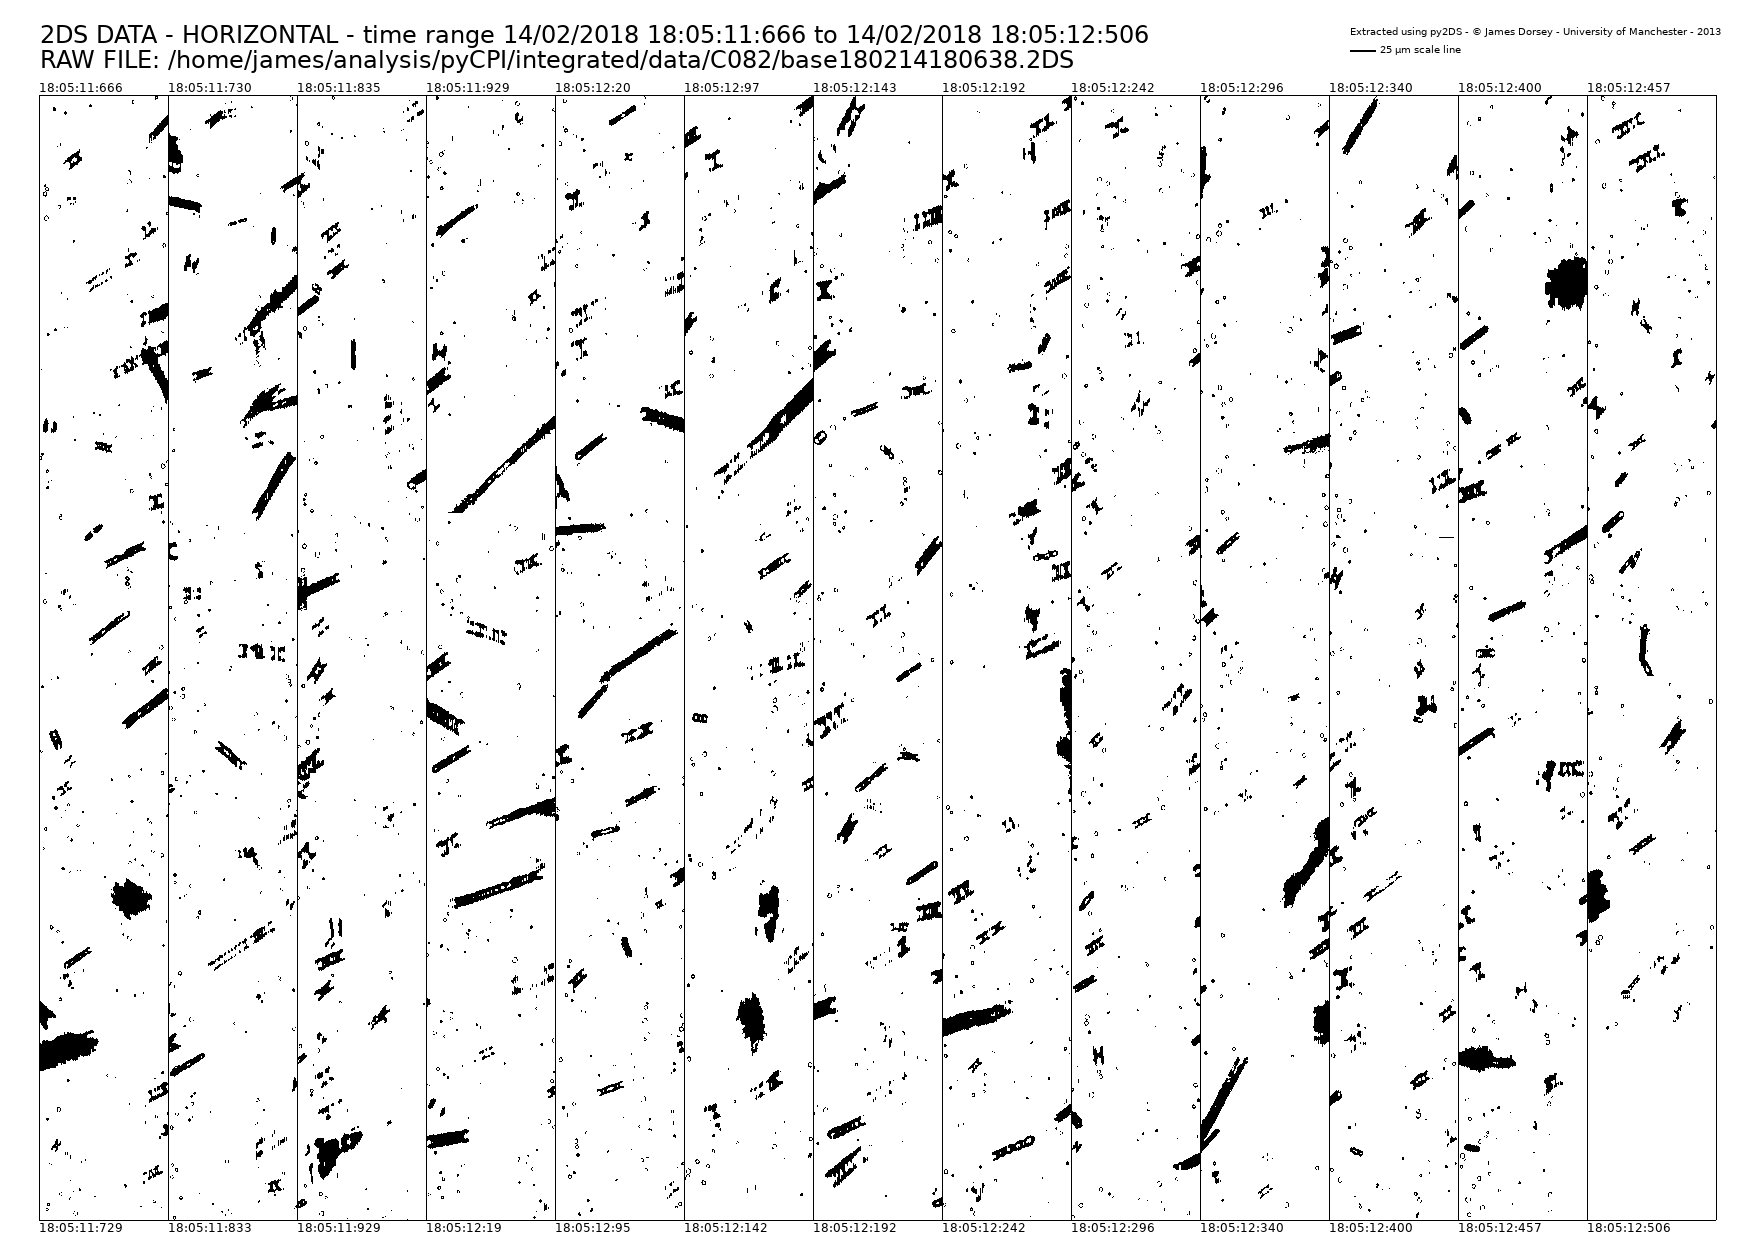 2DS DATA - HORIZONTAL - time range 14/02/2018 18:05:11:666 to 14/02/2018 18:05:12:506
RAW FILE: /home/james/analysis/pyCPI/integrated/data/C082/base180214180638.2DS
Extracted using py2DS - © James Dorsey - University of Manchester - 2013
25 µm scale line
18:05:11:666 18:05:11:730 18:05:11:835 18:05:11:929 18:05:12:20 18:05:12:97 18:05:12:143 18:05:12:192 18:05:12:242 18:05:12:296 18:05:12:340 18:05:12:400 18:05:12:457
18:05:11:729 18:05:11:833 18:05:11:929 18:05:12:19 18:05:12:95 18:05:12:142 18:05:12:192 18:05:12:242 18:05:12:296 18:05:12:340 18:05:12:400 18:05:12:457 18:05:12:506